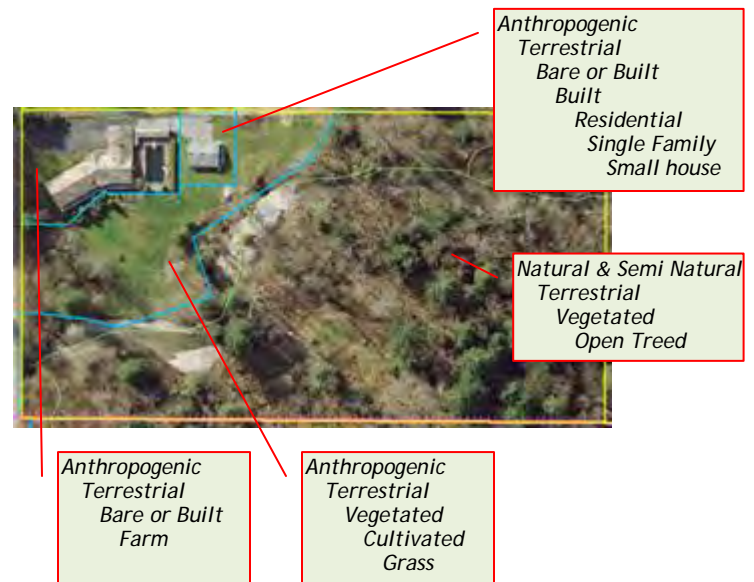 Anthropogenic
Terrestrial
Bare or Built
Built
Residential
Single Family
Small house
Natural & Semi Natural
Terrestrial
Vegetated
Open Treed
Anthropogenic
Terrestrial
Bare or Built
Farm
Anthropogenic
Terrestrial
Vegetated
Cultivated
Grass